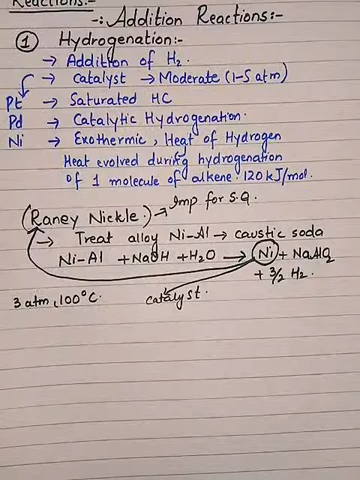 Reactions:-
-: Addition Reactions:-
① Hydrogenation:-
→ Addition of H₂.
→ Catalyst → Moderate (1-5 atm)
Pt → Saturated HC
Pd → Catalytic Hydrogenation.
Ni → Exothermic, Heat of Hydrogen
Heat evolved during hydrogenation
of 1 molecule of alkene 120 kJ/mol.
(Raney Nickle.) → Imp for S.Q.
→ Treat alloy Ni-Al → caustic soda
Ni-Al + NaOH + H₂O → Ni + NaAlO₂
+ 3/2 H₂.
3 atm, 100°C.
catalyst.